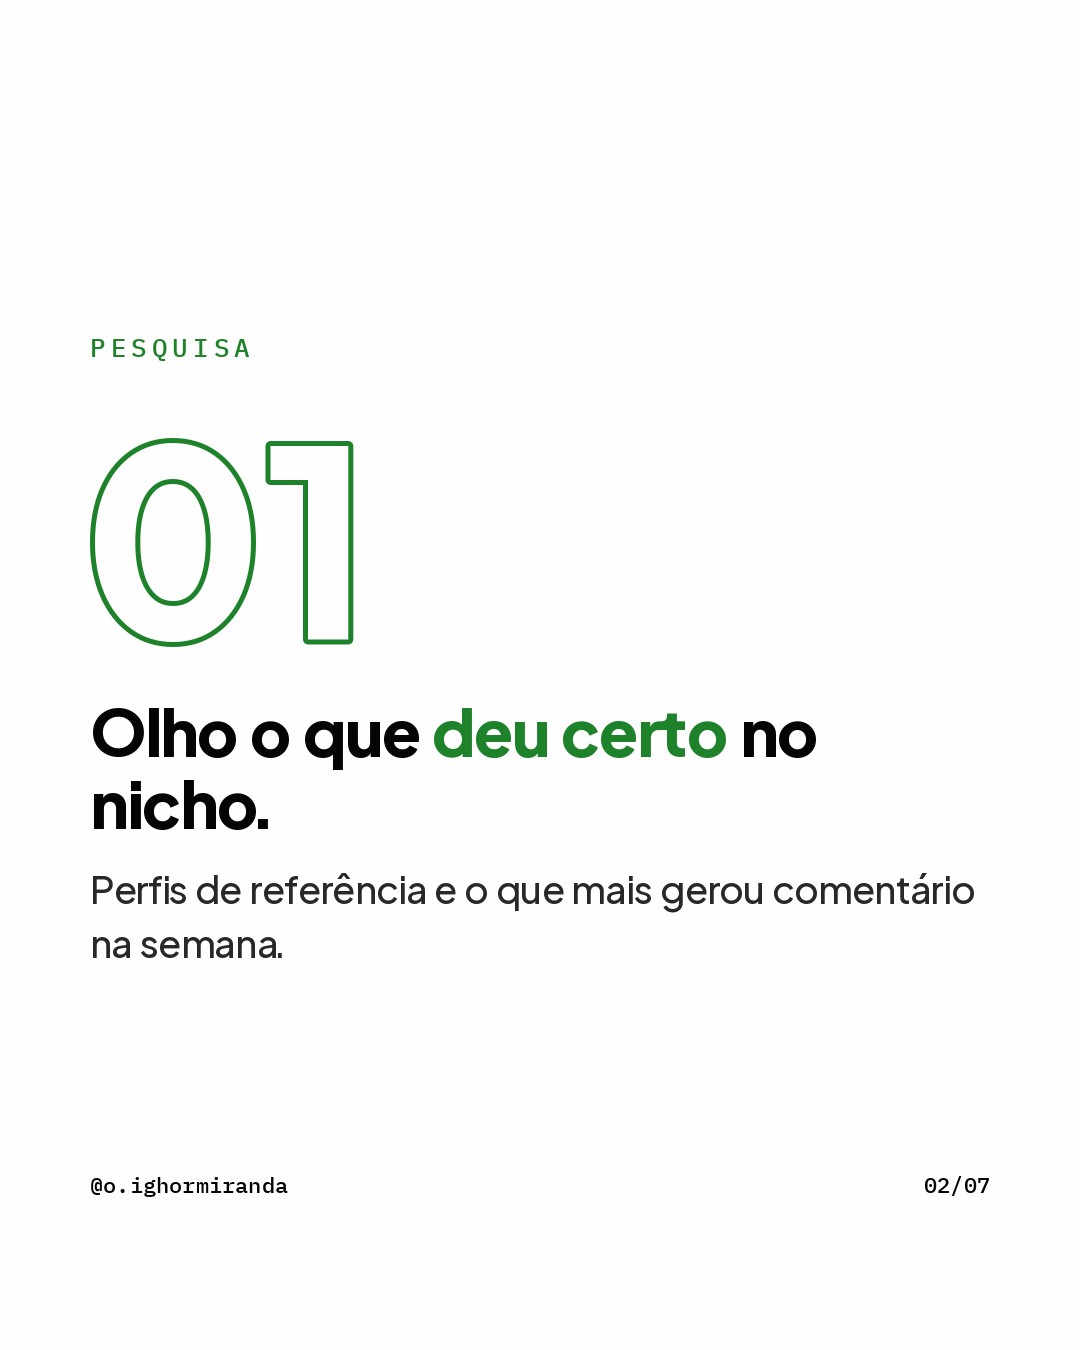 PESQUISA
01
Olho o que deu certo no
nicho.
Perfis de referência e o que mais gerou comentário
na semana.
@o.ighormiranda
02/07